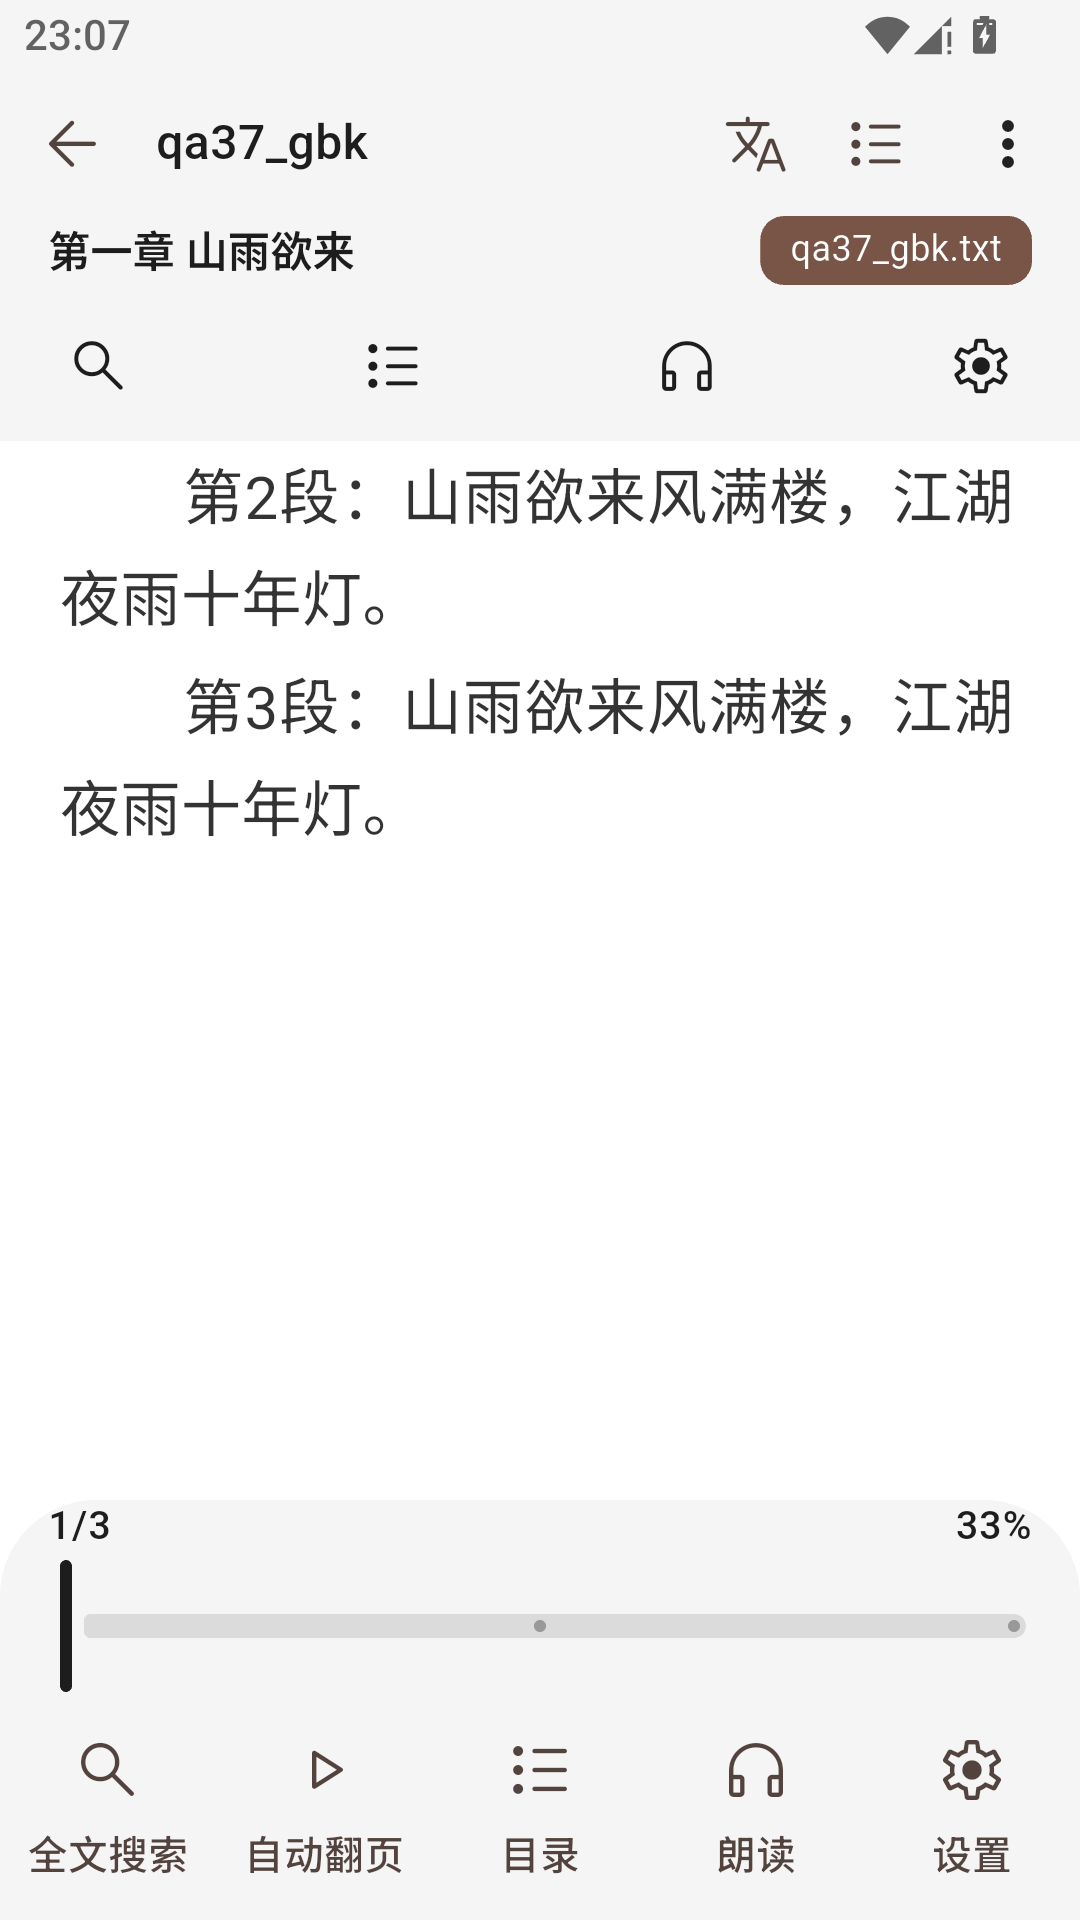 23:07
qa37_gbk
第一章 山雨欲来
qa37_gbk.txt
第2段：山雨欲来风满楼，江湖
夜雨十年灯。
第3段：山雨欲来风满楼，江湖
夜雨十年灯。
1/3
33%
全文搜索
自动翻页
目录
朗读
设置